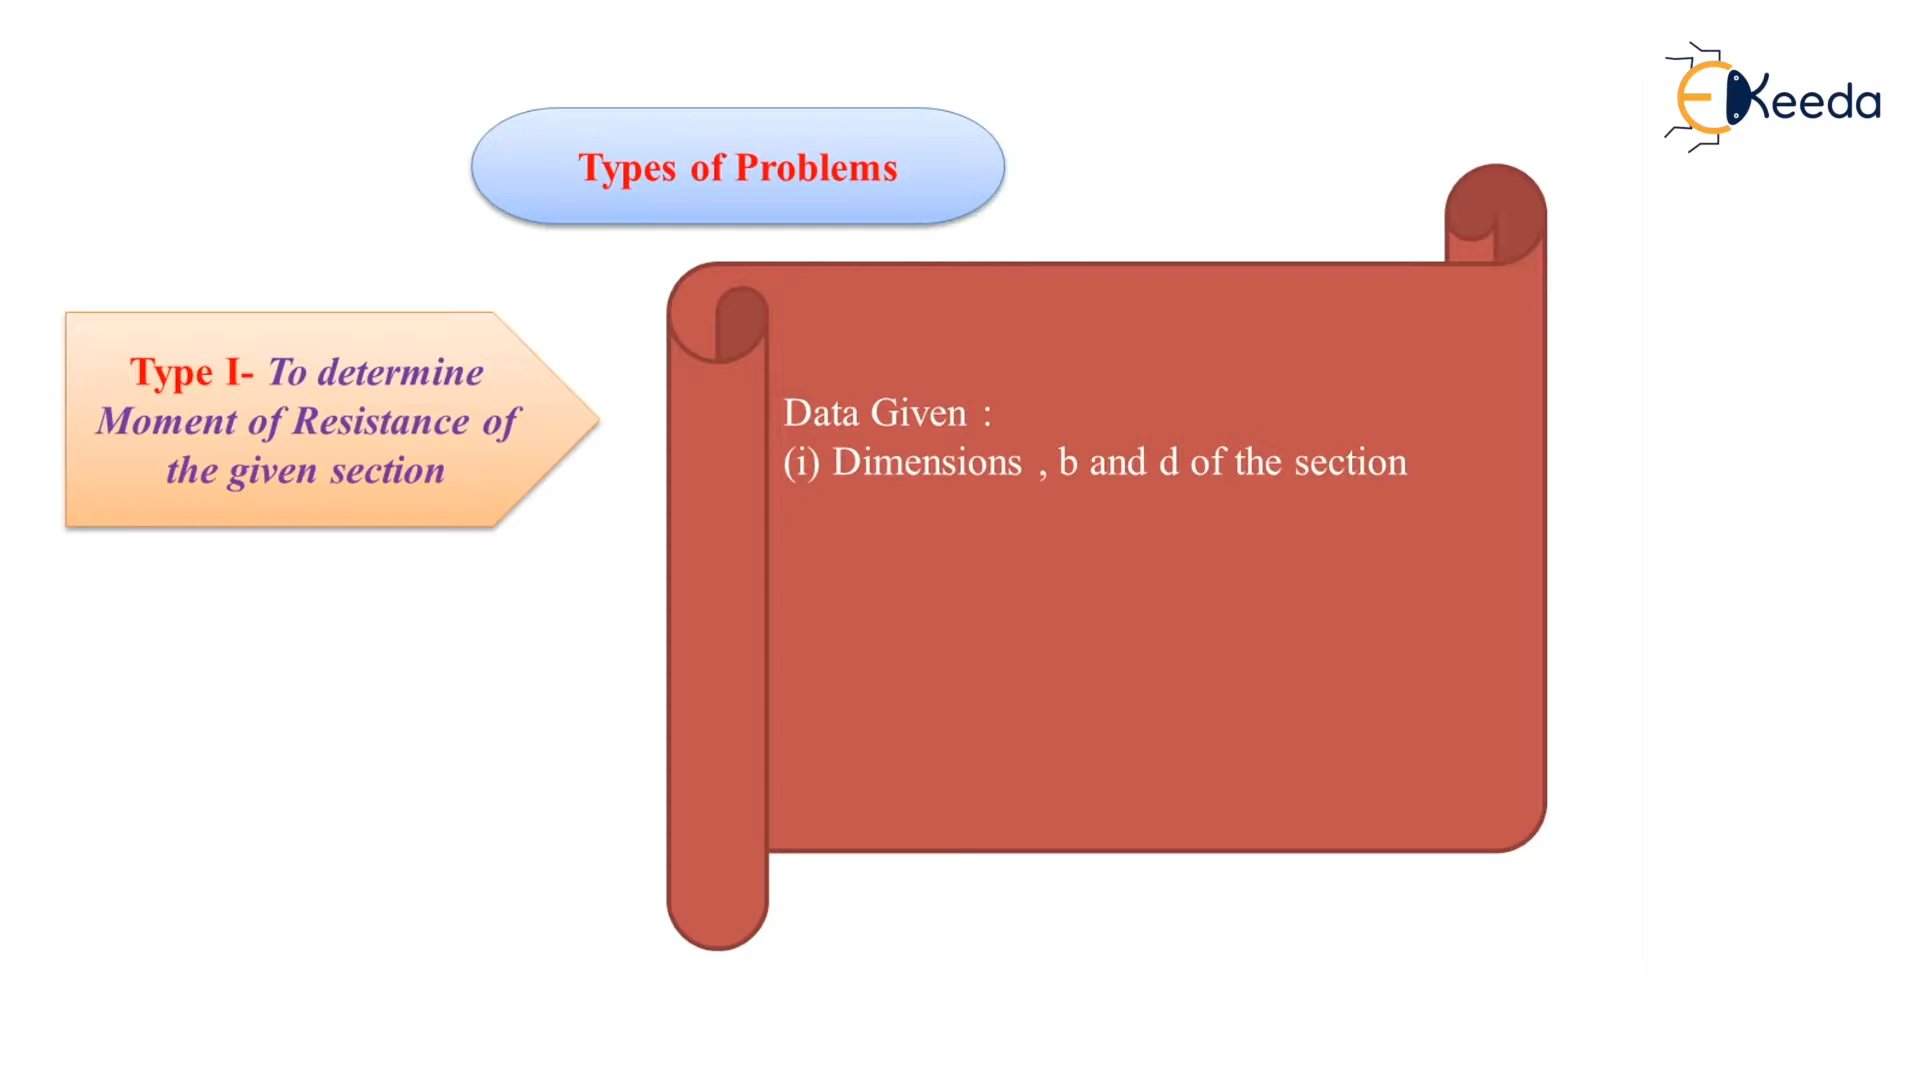 EKeeda
Types of Problems
Type I- To determine
Moment of Resistance of
the given section
Data Given :
(i) Dimensions , b and d of the section